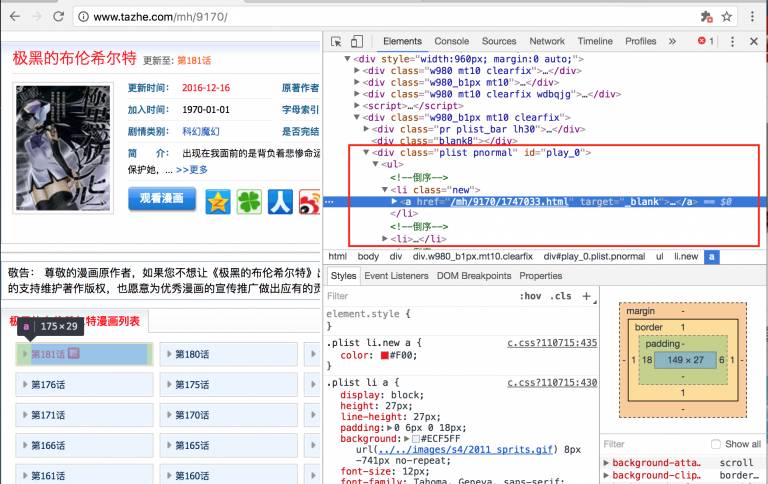 www.tazhe.com/mh/9170/
极黑的布伦希尔特 更新至: 第181话
更新时间: 2016-12-16 原著作者
加入时间: 1970-01-01 字母索引
剧情类别: 科幻魔幻 是否完结
简 介: 出现在我面前的是背负着悲惨命运
保护她，... >>更多
观看漫画
敬告: 尊敬的漫画原作者，如果您不想让《极黑的布伦希尔特》
的支持维护著作版权，也愿意为优秀漫画的宣传推广做出应有的
特漫画列表
a 175×29
第181话
第180话
第176话
第175话
第171话
第170话
第166话
第165话
第161话
第160话
Elements Console Sources Network Timeline Profiles » 1
<div style="width:960px; margin:0 auto;">
<div class="w980 mt10 clearfix">…</div>
<div class="w980_b1px mt10">…</div>
<div class="w980 mt10 clearfix wdbqjg">…</div>
<script>…</script>
<div class="w980_b1px mt10 clearfix">
<div class="pr plist_bar lh30">…</div>
<div class="blank8"></div>
<div class="plist pnormal" id="play_0">
<ul>
<!--倒序-->
<li class="new">
… <a href="/mh/9170/1747033.html" target="_blank">…</a> == $0
</li>
<!--倒序-->
<li>…</li>
html body div div.w980_b1px.mt10.clearfix div#play_0.plist.pnormal ul li.new a
Styles Event Listeners DOM Breakpoints Properties
Filter :hov .cls +
element.style {
}
.plist li.new a { c.css?110715:435
color: #F00;
}
.plist li a { c.css?110715:430
display: block;
height: 27px;
line-height: 27px;
padding: 0 6px 0 18px;
background: #ECF5FF
url(../../images/s4/2011_sprits.gif) 8px
-741px no-repeat;
font-size: 12px;
font-family: Tahoma, Geneva, sans-serif;
margin -
border 1
padding -
- 1 18 149 × 27 6 1 -
-
1
-
Filter Show all
background-atta… scroll
background-clip… border…